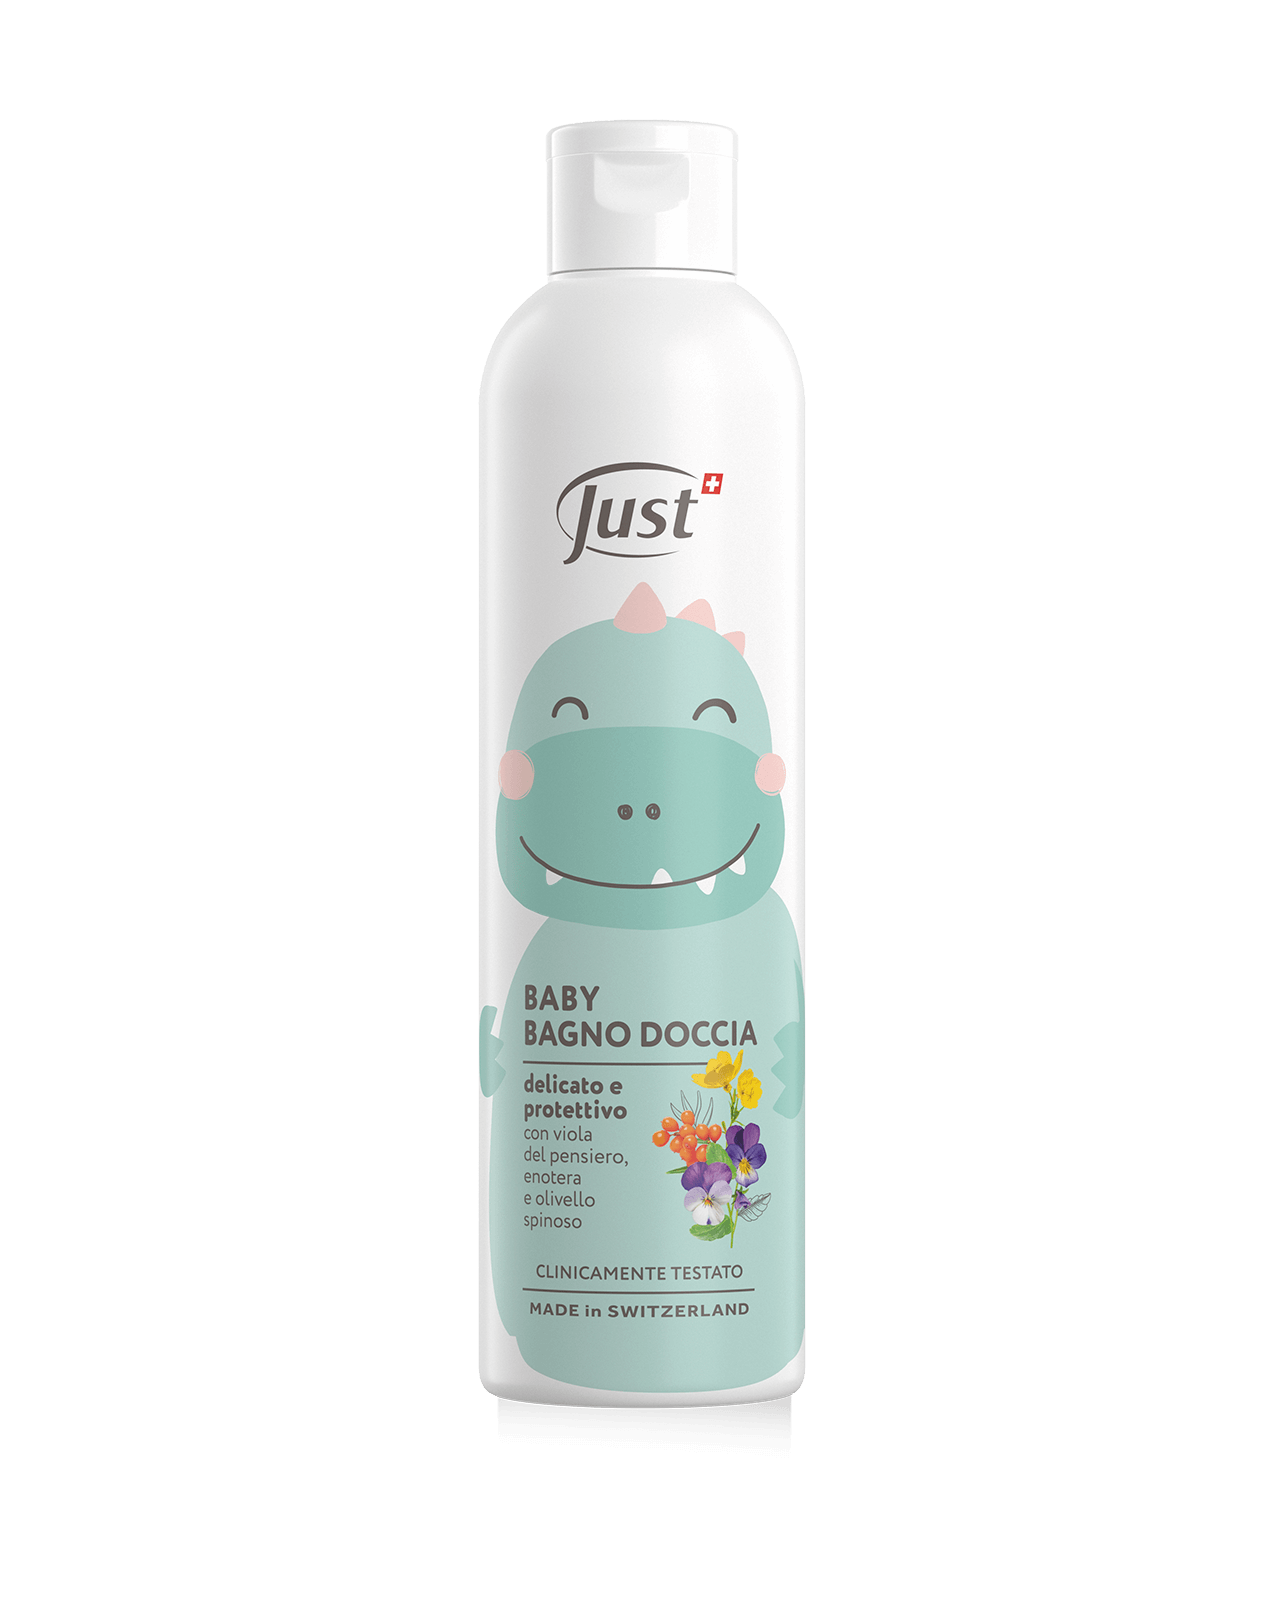 Just
BABY
BAGNO DOCCIA
delicato e
protettivo
con viola
del pensiero,
enotera
e olivello
spinoso
CLINICAMENTE TESTATO
MADE in SWITZERLAND